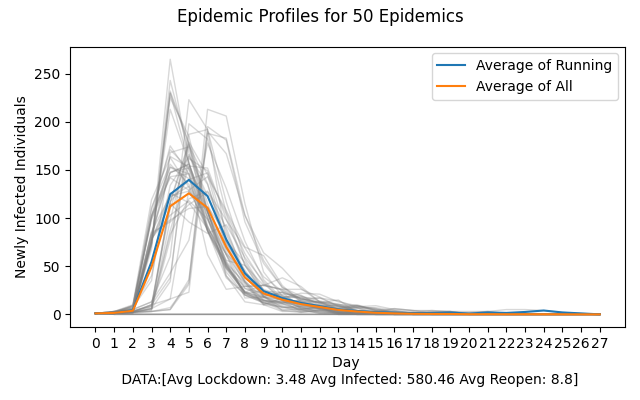 Epidemic Profiles for 50 Epidemics
Average of Running
Average of All
Newly Infected Individuals
250
200
150
100
50
0
0 1 2 3 4 5 6 7 8 9 10 11 12 13 14 15 16 17 18 19 20 21 22 23 24 25 26 27
Day
DATA:[Avg Lockdown: 3.48 Avg Infected: 580.46 Avg Reopen: 8.8]